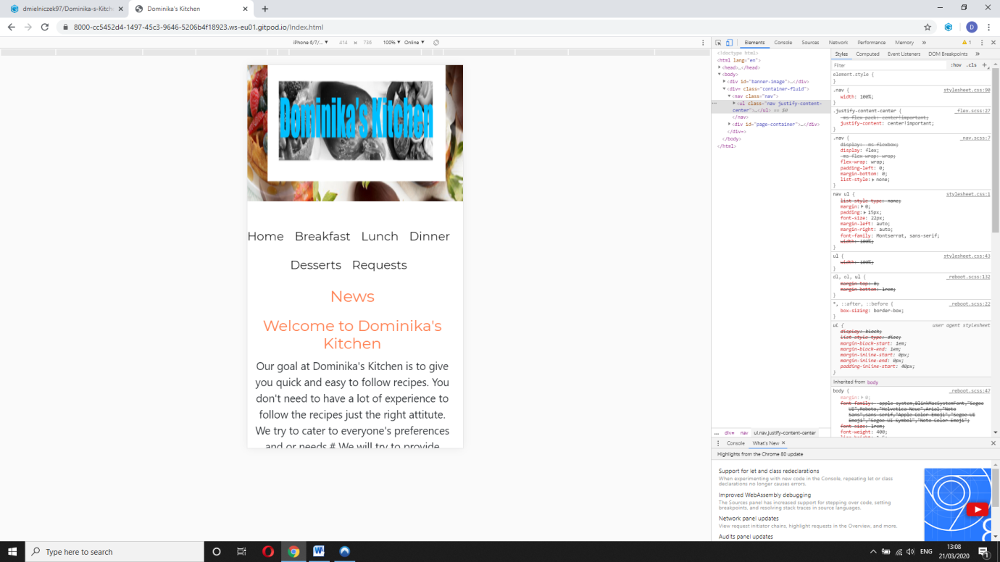 dmielniczek97/Dominika-s-Kitch
Dominika's Kitchen
8000-cc5452d4-1497-45c3-9646-5206b4f18923.ws-eu01.gitpod.io/Index.html
D
iPhone 6/7/... ▼ 414 × 736 100% ▼ Online ▼
Dominika's Kitchen
Home Breakfast Lunch Dinner
Desserts Requests
News
Welcome to Dominika's
Kitchen
Our goal at Dominika's Kitchen is to give
you quick and easy to follow recipes. You
don't need to have a lot of experience to
follow the recipes just the right attitute.
We try to cater to everyone's preferences
and or needs.# We will try to provide
Elements Console Sources Network Performance Memory » 1
<!doctype html>
<html lang="en">
▶<head>…</head>
▼<body>
▶<div id="banner-image">…</div>
▼<div= class="container-fluid">
▼<nav class="nav">
… ▶<ul class="nav justify-content-
center">…</ul> == $0
</nav>
▶<div id="page-container">…</div>
</div=>
</body>
</html>
... div= nav ul.nav.justify-content-center
Styles Computed Event Listeners DOM Breakpoints »
Filter :hov .cls +
element.style {
}
.nav { stylesheet.css:90
width: 100%;
}
.justify-content-center { _flex.scss:27
-ms-flex-pack: center!important;
justify-content: center!important;
}
.nav { _nav.scss:7
display: -ms-flexbox;
display: flex;
-ms-flex-wrap: wrap;
flex-wrap: wrap;
padding-left: 0;
margin-bottom: 0;
list-style:▶ none;
}
nav ul { stylesheet.css:1
list-style-type: none;
margin:▶ 0;
padding:▶ 15px;
font-size: 22px;
margin-left: auto;
margin-right: auto;
font-family: Montserrat, sans-serif;
width: 100%;
}
ul { stylesheet.css:43
width: 100%;
}
dl, ol, ul { _reboot.scss:132
margin-top: 0;
margin-bottom: 1rem;
}
*, ::after, ::before { _reboot.scss:22
box-sizing: border-box;
}
ul { user agent stylesheet
display: block;
list-style-type: disc;
margin-block-start: 1em;
margin-block-end: 1em;
margin-inline-start: 0px;
margin-inline-end: 0px;
padding-inline-start: 40px;
}
Inherited from body
body { _reboot.scss:47
margin:▶ 0;
font-family: -apple-system,BlinkMacSystemFont,"Segoe
UI",Roboto,"Helvetica Neue",Arial,"Noto
Sans",sans-serif,"Apple Color Emoji","Segoe UI
Emoji","Segoe UI Symbol","Noto Color Emoji";
font-size: 1rem;
font-weight: 400;
line-height: 1.5;
Console What's New ×
Highlights from the Chrome 80 update
Support for let and class redeclarations
When experimenting with new code in the Console, repeating let or class
declarations no longer causes errors.
Improved WebAssembly debugging
The Sources panel has increased support for stepping over code, setting
breakpoints, and resolving stack traces in source languages.
Network panel updates
View request initiator chains, highlight requests in the Overview, and more.
Audits panel updates
Type here to search
ENG
13:08
21/03/2020
1